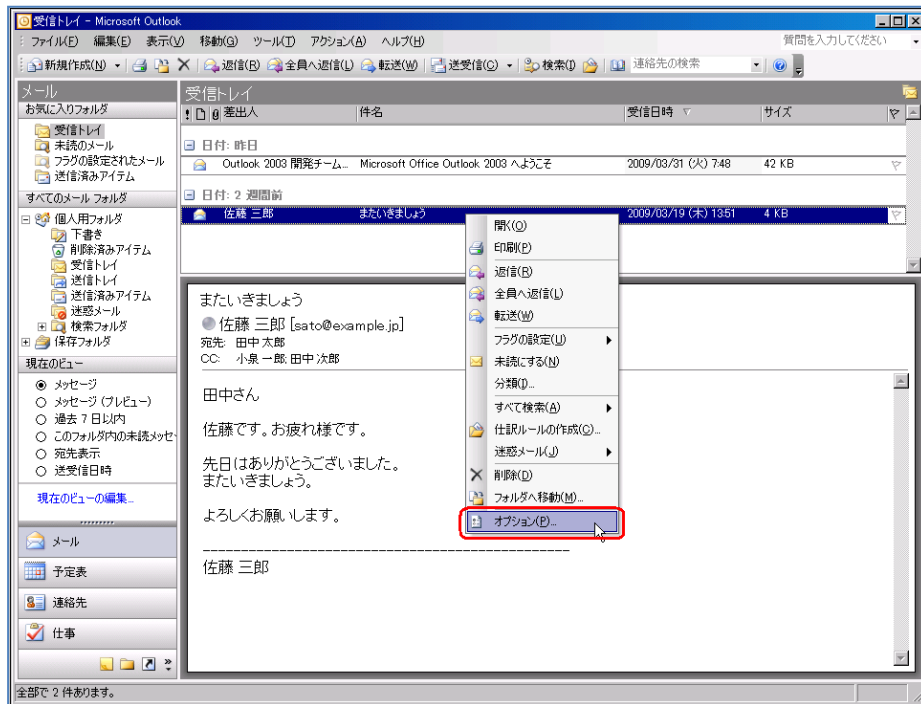 受信トレイ - Microsoft Outlook
ファイル(F) 編集(E) 表示(V) 移動(G) ツール(T) アクション(A) ヘルプ(H) 質問を入力してください
新規作成(N) 返信(R) 全員へ返信(L) 転送(W) 送受信(C) 検索(I) 連絡先の検索
メール
お気に入りフォルダ
受信トレイ
未読のメール
フラグの設定されたメール
送信済みアイテム
すべてのメール フォルダ
個人用フォルダ
下書き
削除済みアイテム
受信トレイ
送信トレイ
送信済みアイテム
迷惑メール
検索フォルダ
保存フォルダ
現在のビュー
メッセージ
メッセージ (プレビュー)
過去 7 日以内
このフォルダ内の未読メッセ
宛先表示
送受信日時
現在のビューの編集...
メール
予定表
連絡先
仕事
受信トレイ
差出人 件名 受信日時 サイズ
日付: 昨日
Outlook 2003 開発チーム... Microsoft Office Outlook 2003 へようこそ 2009/03/31 (火) 7:48 42 KB
日付: 2 週間前
佐藤 三郎 またいきましょう 2009/03/19 (木) 13:51 4 KB
またいきましょう
佐藤 三郎 [sato@example.jp]
宛先: 田中 太郎
CC: 小泉 一郎; 田中 次郎
田中さん
佐藤です。お疲れ様です。
先日はありがとうございました。
またいきましょう。
よろしくお願いします。
------------------------------------------------
佐藤 三郎
開く(O)
印刷(P)
返信(R)
全員へ返信(L)
転送(W)
フラグの設定(U)
未読にする(N)
分類(I)...
すべて検索(A)
仕訳ルールの作成(C)...
迷惑メール(J)
削除(D)
フォルダへ移動(M)...
オプション(P)...
全部で 2 件あります。